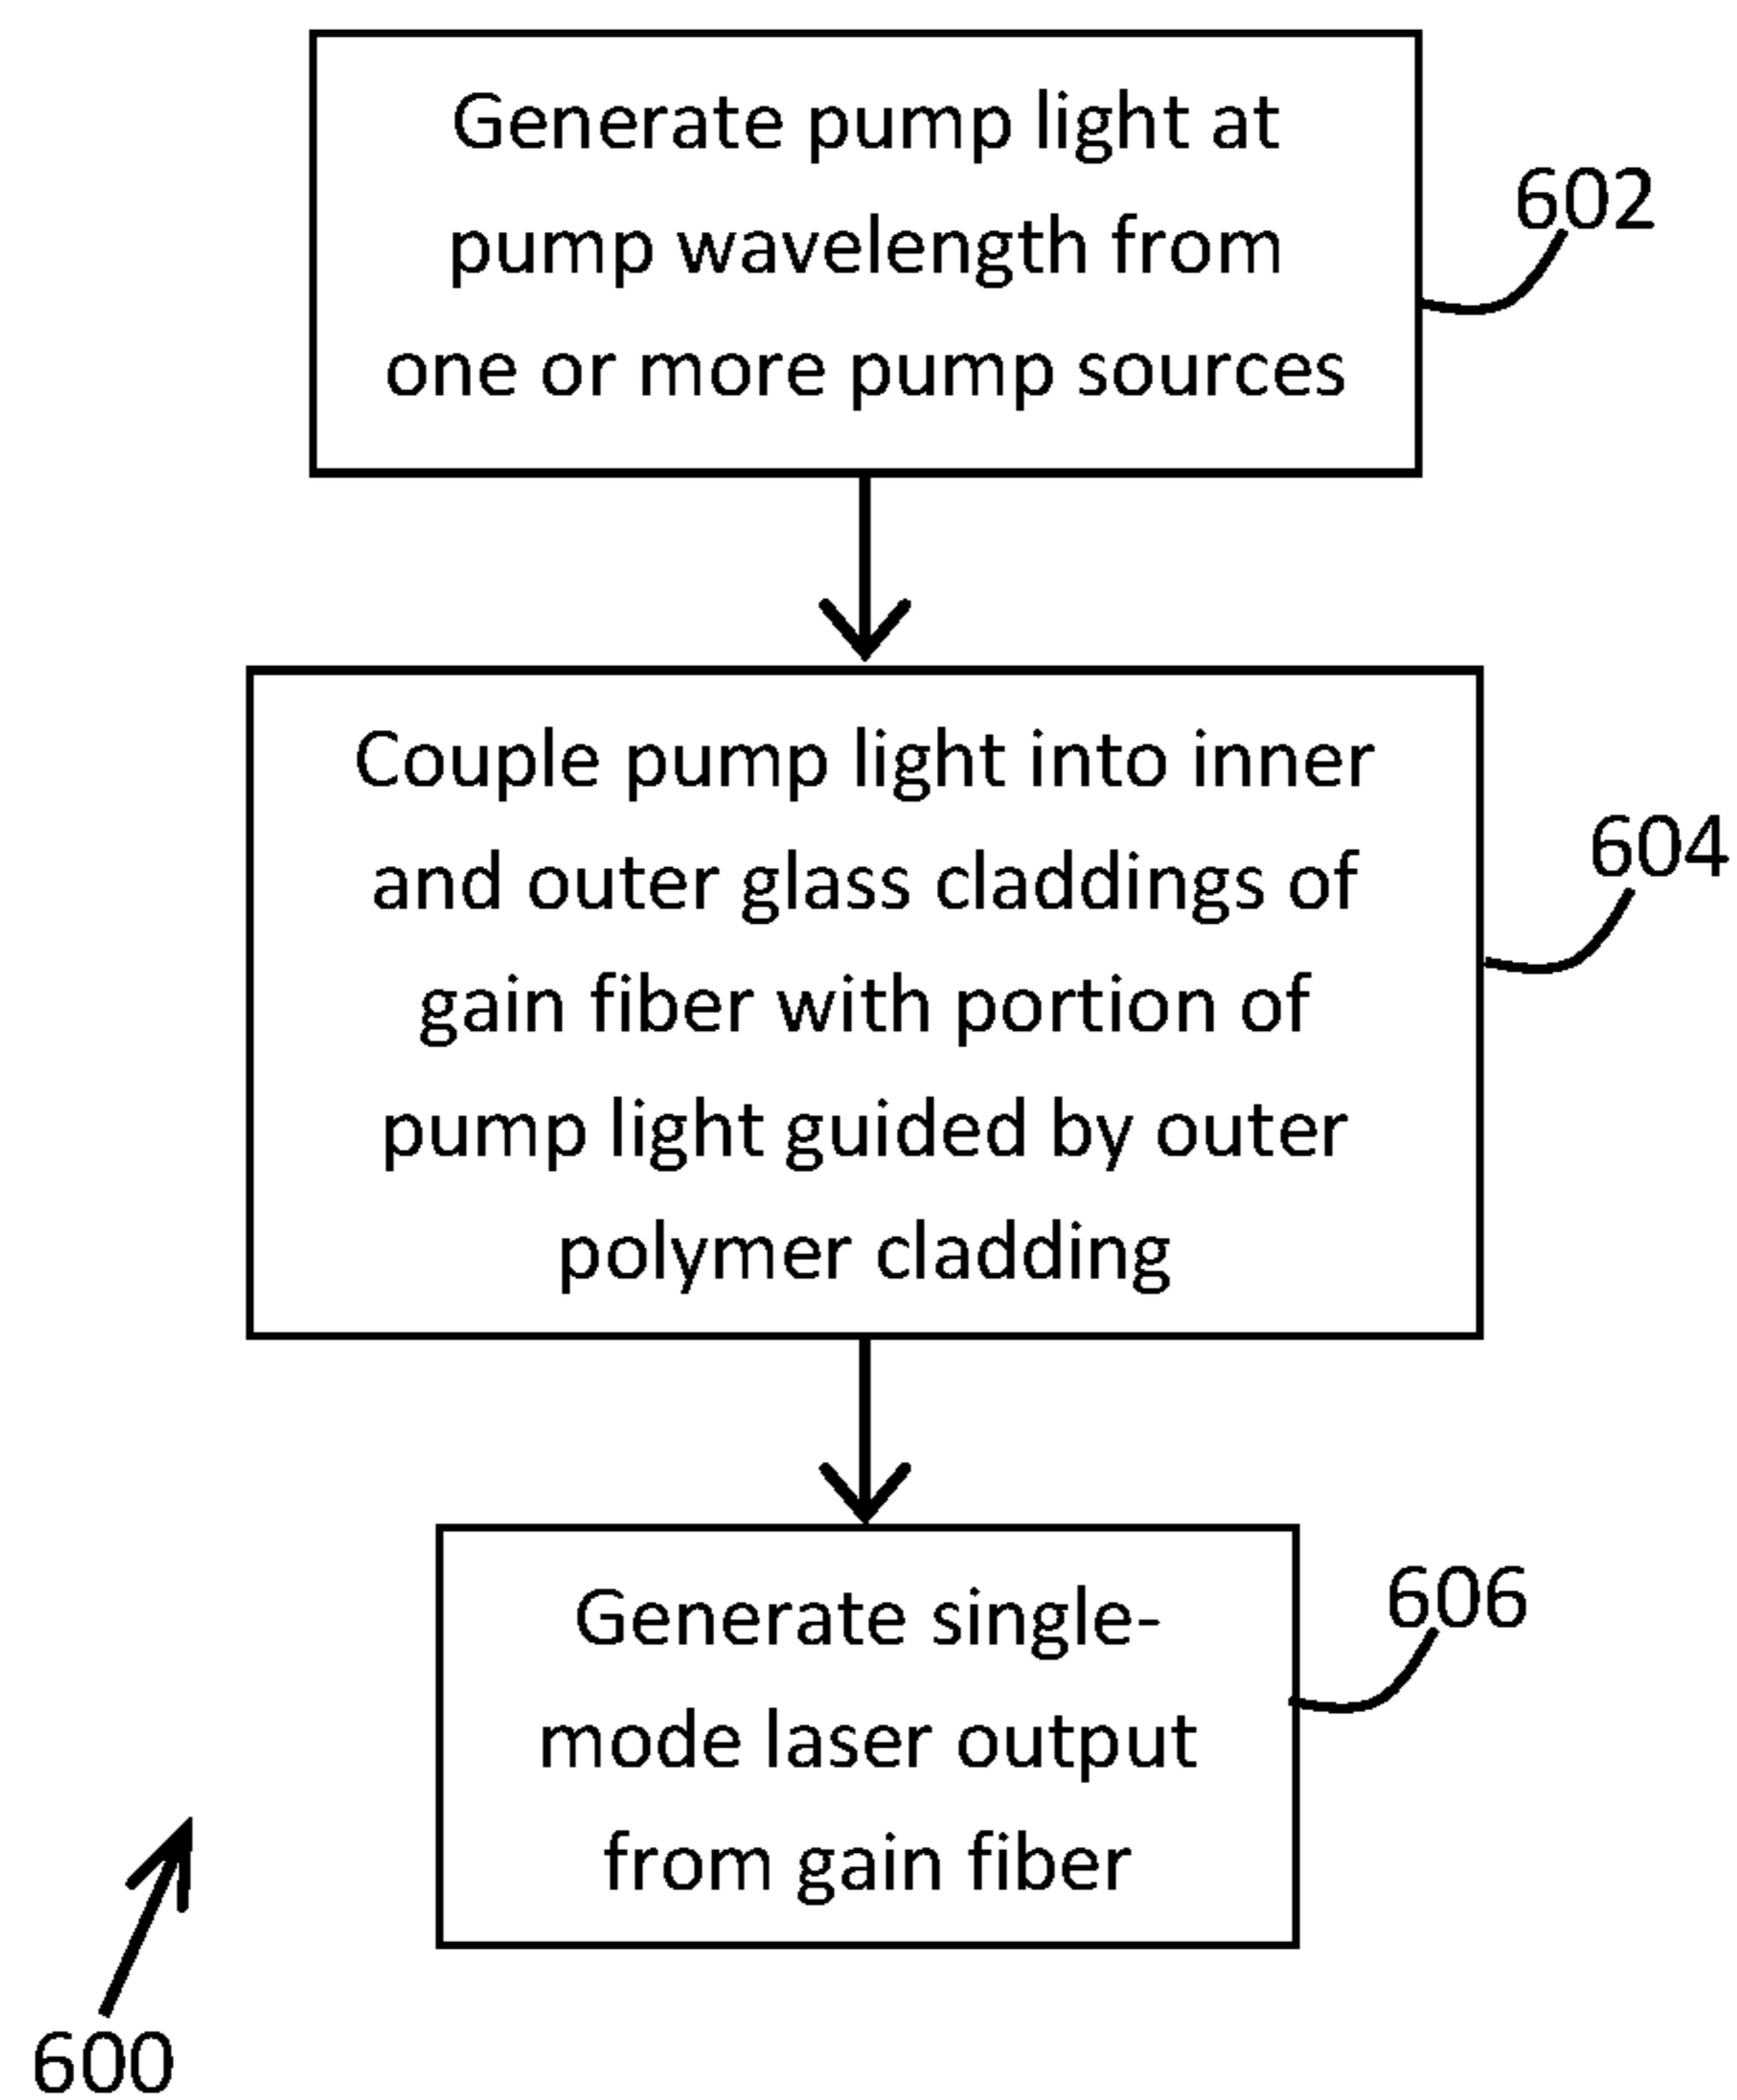 Generate pump light at
pump wavelength from
one or more pump sources
602
Couple pump light into inner
and outer glass claddings of
gain fiber with portion of
pump light guided by outer
polymer cladding
604
Generate single-
mode laser output
from gain fiber
606
600